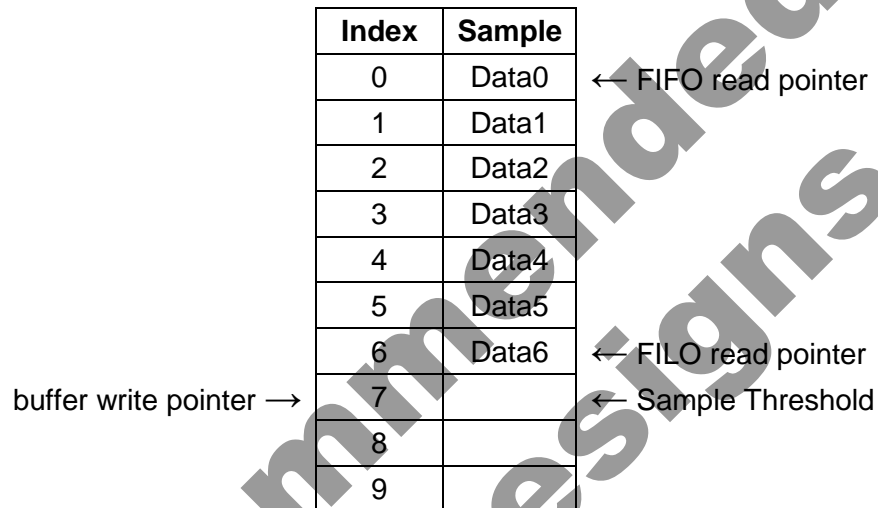 Index Sample
0 Data0 ← FIFO read pointer
1 Data1
2 Data2
3 Data3
4 Data4
5 Data5
6 Data6 ← FILO read pointer
buffer write pointer → 7 ← Sample Threshold
8
9